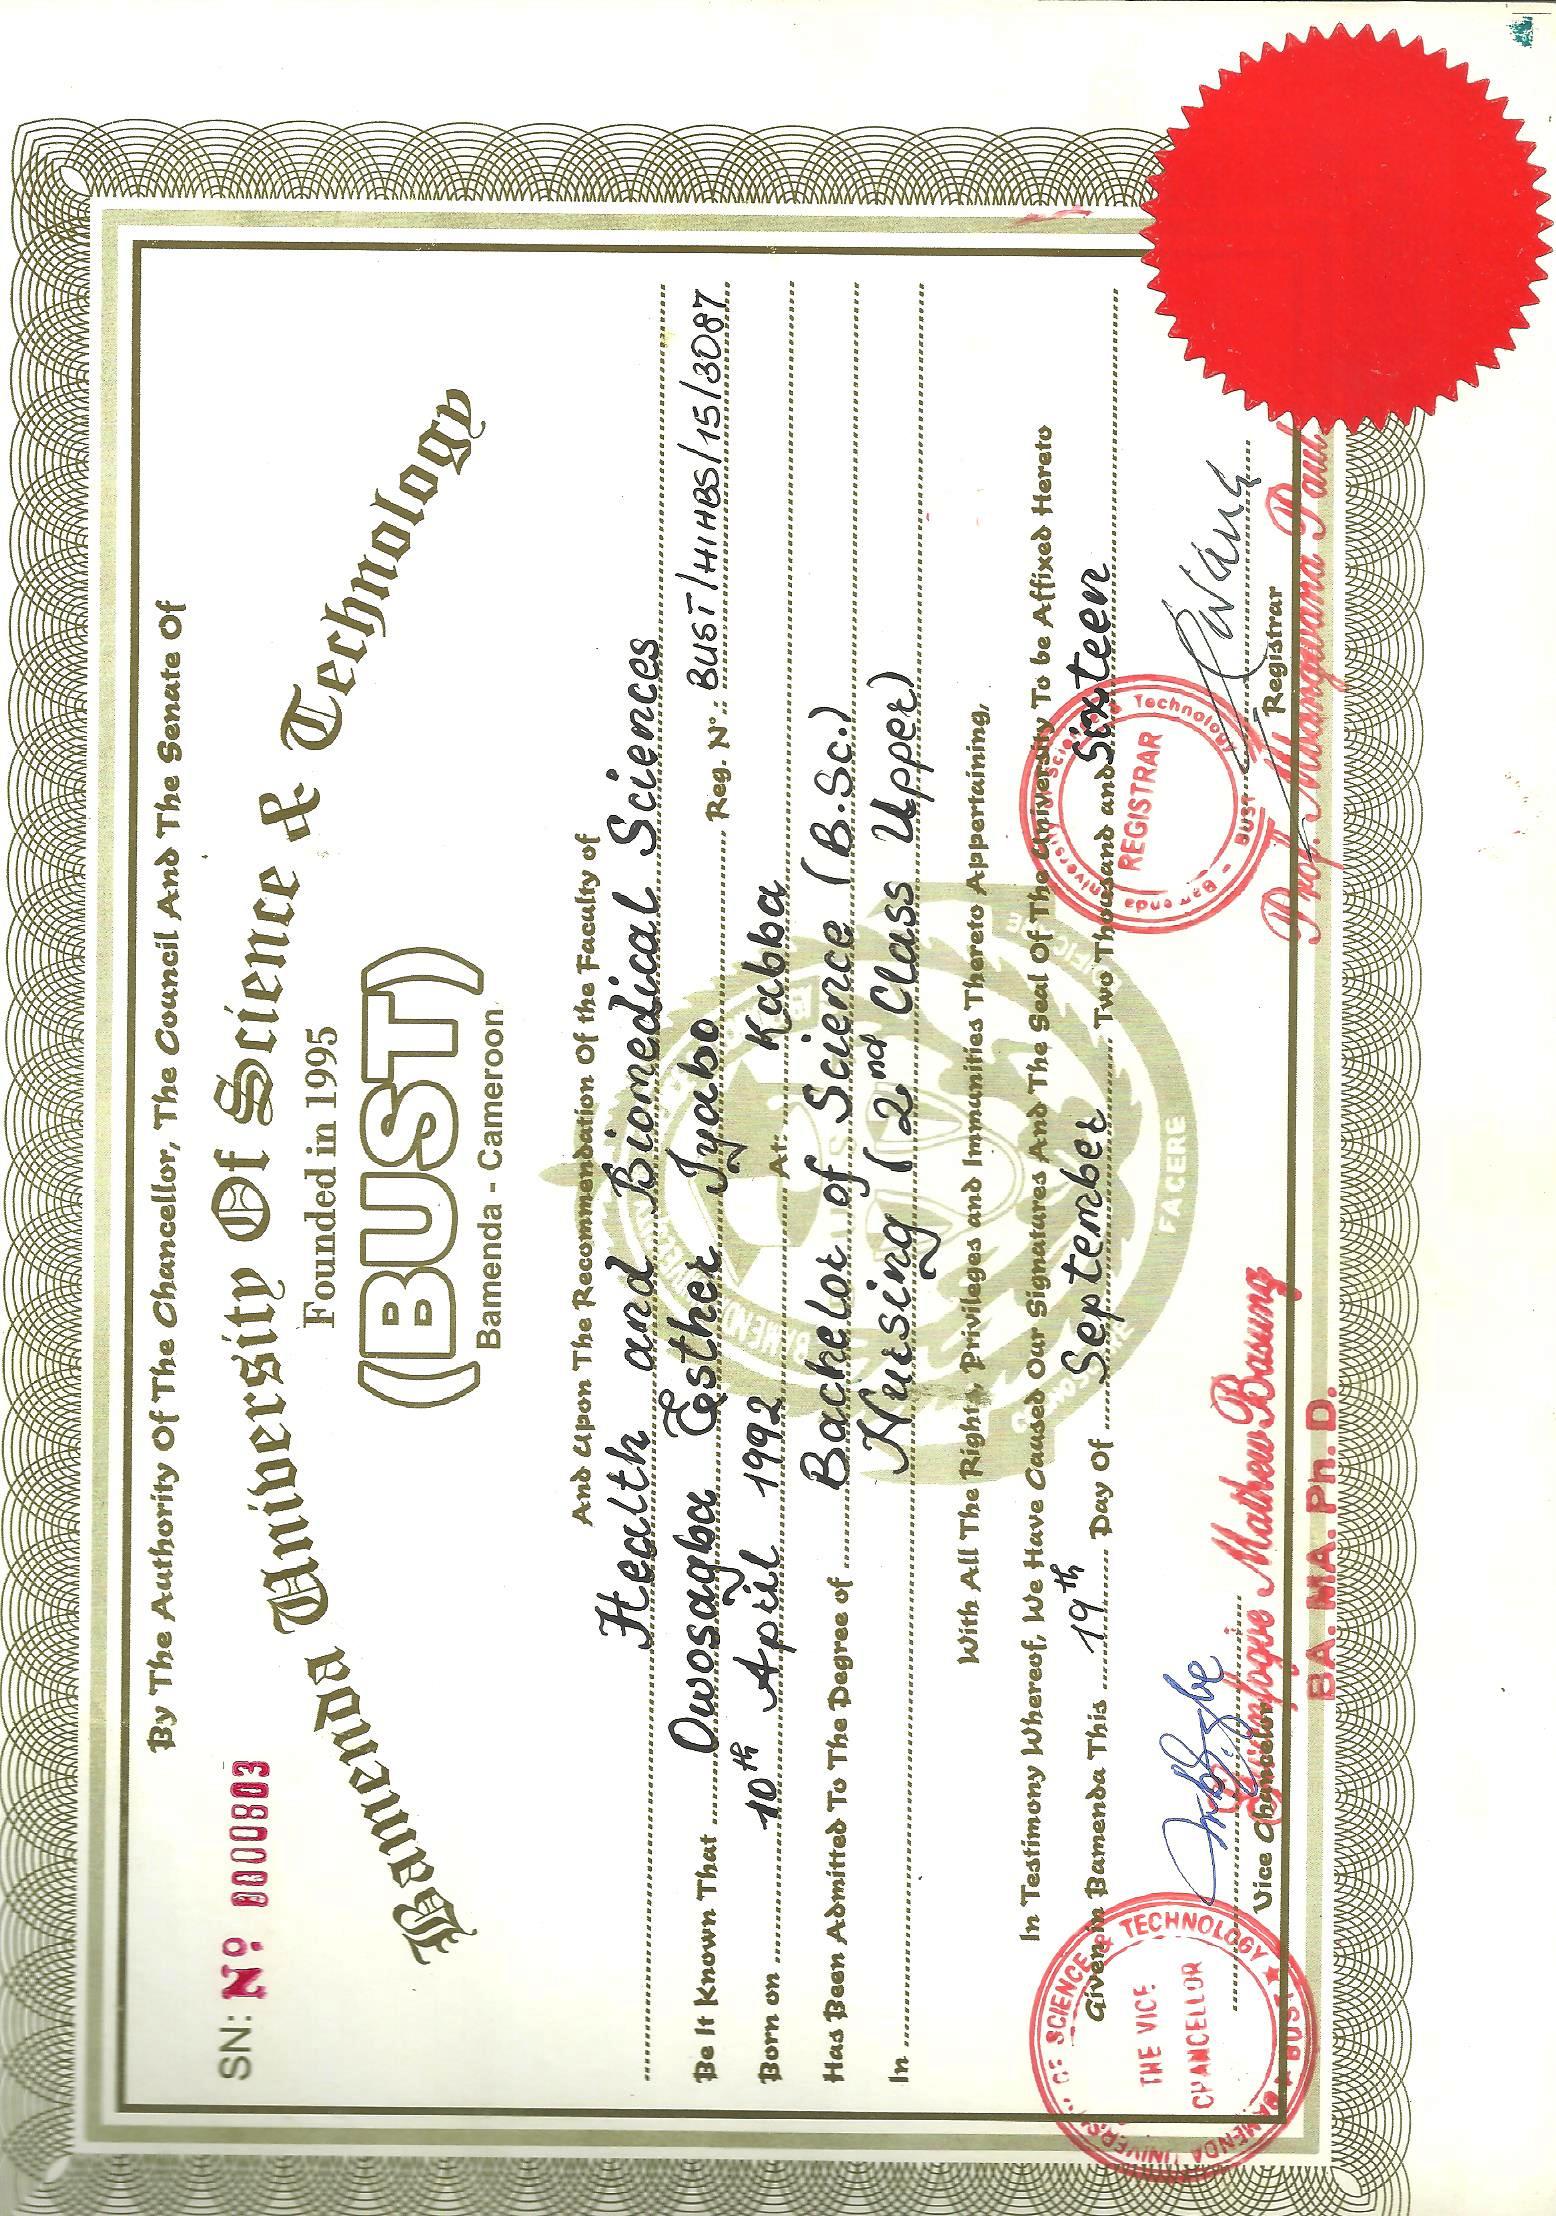 SN: Nº 0000803
By The Authority Of The Chancellor, The Council And The Senate Of
Bamenda University Of Science & Technology
Founded in 1995
(BUST)
Bamenda - Cameroon
And Upon The Recommendation Of the Faculty of
Health and Biomedical Sciences
Be It Known That Owosagba Esther Iyabo Reg. Nº: BUST/HIHBS/15/3087
Born on 10th April 1992 At Kabba
Has Been Admitted To The Degree of Bachelor of Science (B.Sc.)
In Nursing (2nd Class Upper)
With All The Rights, Privileges and Immunities Thereto Appertaining,
In Testimony Whereof, We Have Caused Our Signatures And The Seal Of The University To be Affixed Hereto
Given in Bamenda This 19th Day Of September Two Thousand and Sixteen
BAMENDA UNIVERSITY OF SCIENCE & TECHNOLOGY ★ BUST ★
THE VICE
CHANCELLOR
Bamenda University of Science & Technology - BUST -
REGISTRAR
Vice Chancellor
Registrar
Mathew Basung
BA. MA. Ph. D.
Prof. Mbangwana Paul
FACERE